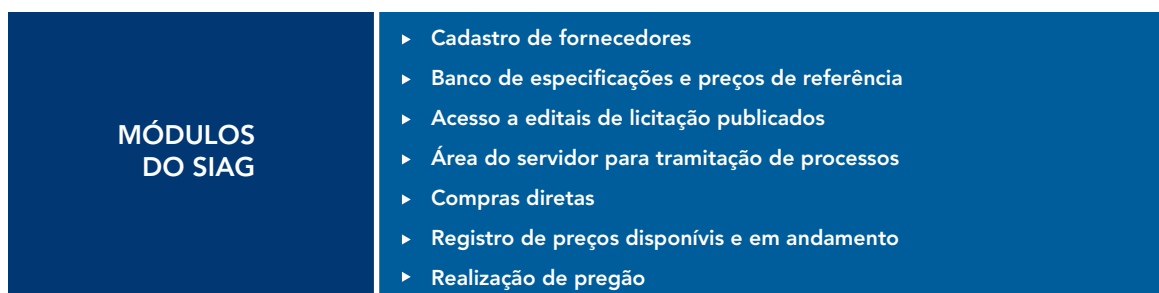 MÓDULOS
DO SIAG
Cadastro de fornecedores
Banco de especificações e preços de referência
Acesso a editais de licitação publicados
Área do servidor para tramitação de processos
Compras diretas
Registro de preços disponívis e em andamento
Realização de pregão